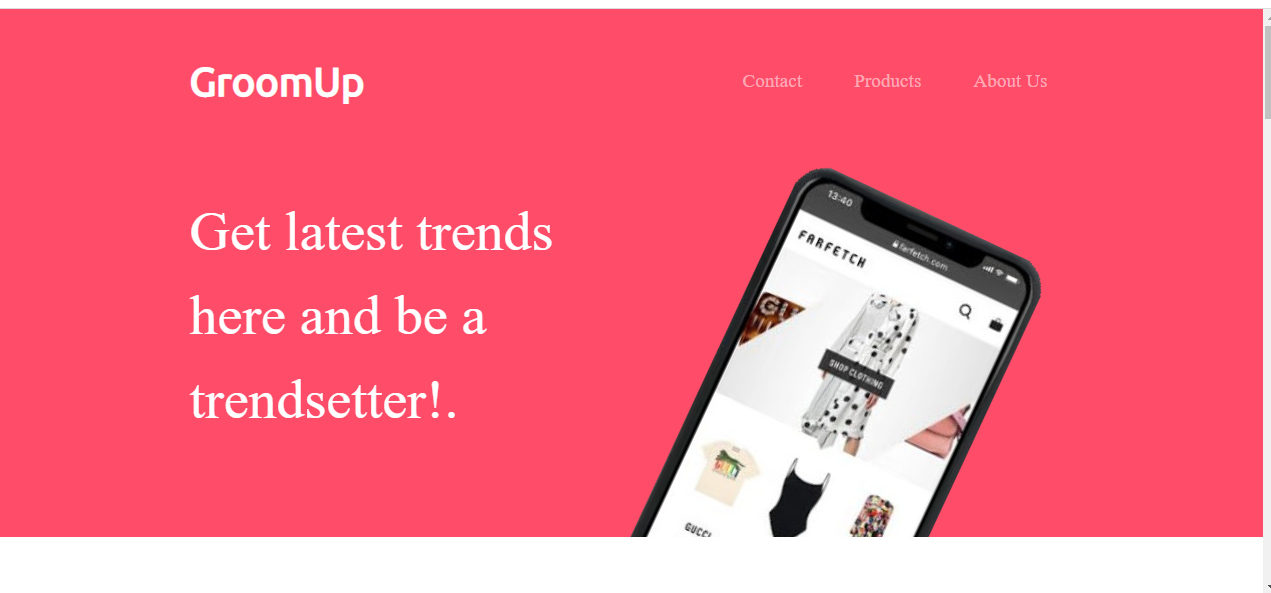 GroomUp
Contact Products About Us
Get latest trends
here and be a
trendsetter!.
13:40
farfetch.com
FARFETCH
SHOP CLOTHING
GUCCI